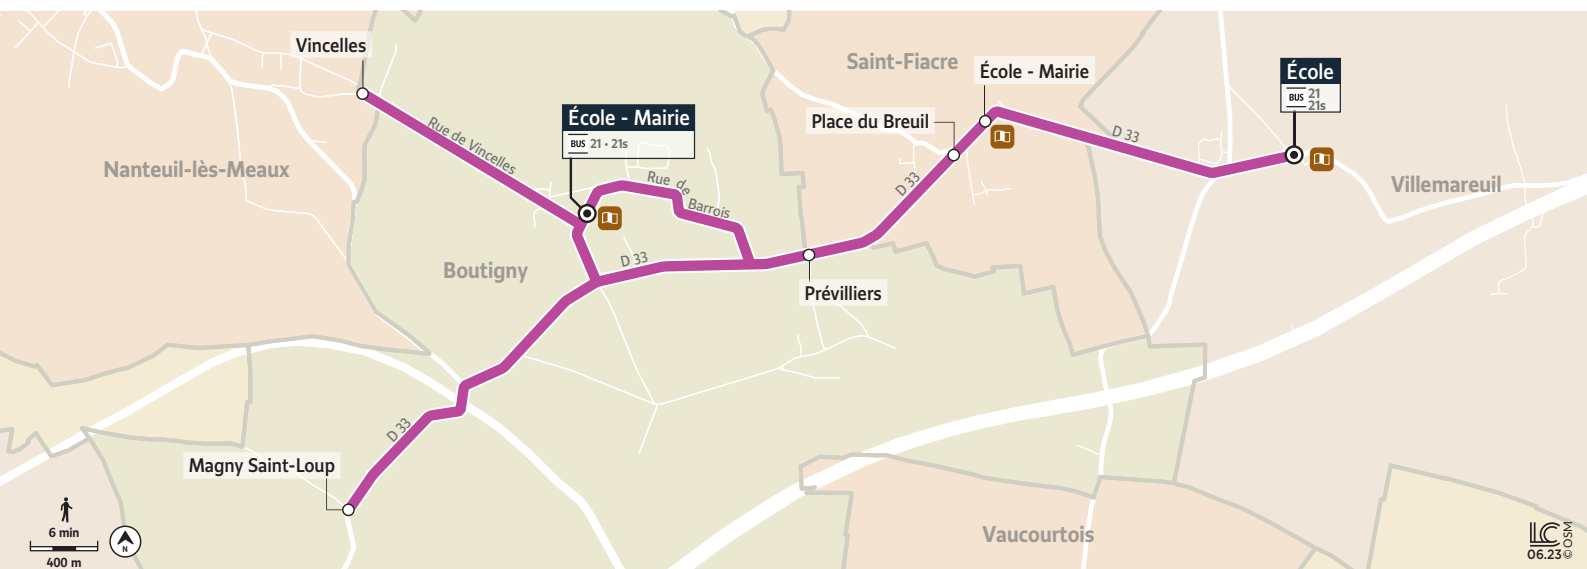 Vincelles
Saint-Fiacre
École - Mairie
École
BUS 21
21s
École - Mairie
BUS 21 • 21s
Place du Breuil
Rue de Vincelles
D 33
Nanteuil-lès-Meaux
Rue de
Barrois
D 33
Villemareuil
Boutigny
D 33
Prévilliers
D 33
Magny Saint-Loup
6 min
400 m
N
Vaucourtois
LC
06.23
© OSM